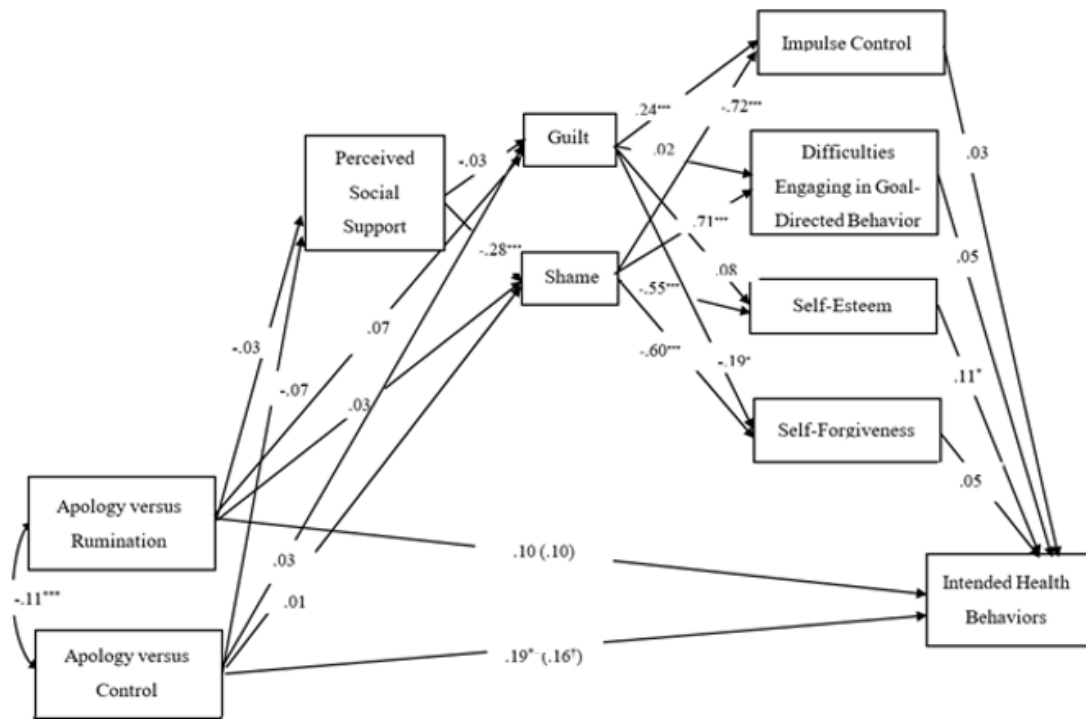 Impulse Control
.24***
-.72***
Guilt
-.03
.02
.03
Perceived
Social
Support
Difficulties
Engaging in Goal-
Directed Behavior
-.28***
.71***
Shame
.08
.05
-.55***
Self-Esteem
.07
-.03
-.60***
-.19*
.11*
-.07
.03
Self-Forgiveness
.05
Apology versus
Rumination
.10 (.10)
.03
.01
-.11***
Intended Health
Behaviors
Apology versus
Control
(.16†)